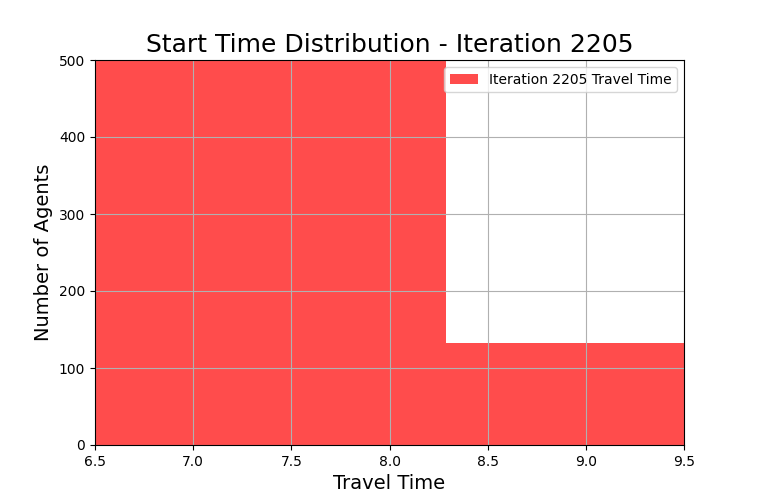 Start Time Distribution - Iteration 2205
500
400
300
200
100
0
Number of Agents
Iteration 2205 Travel Time
6.5 7.0 7.5 8.0 8.5 9.0 9.5
Travel Time